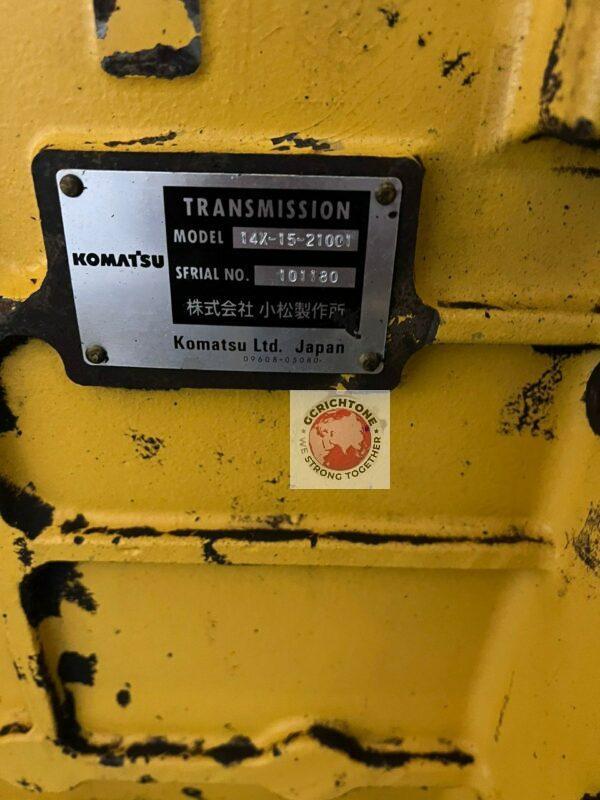 KOMATSU
TRANSMISSION
MODEL 14X-15-21001
SERIAL NO. 101180
株式会社 小松製作所
Komatsu Ltd. Japan
09608-05080
GCRICHTONE
WE STRONG TOGETHER